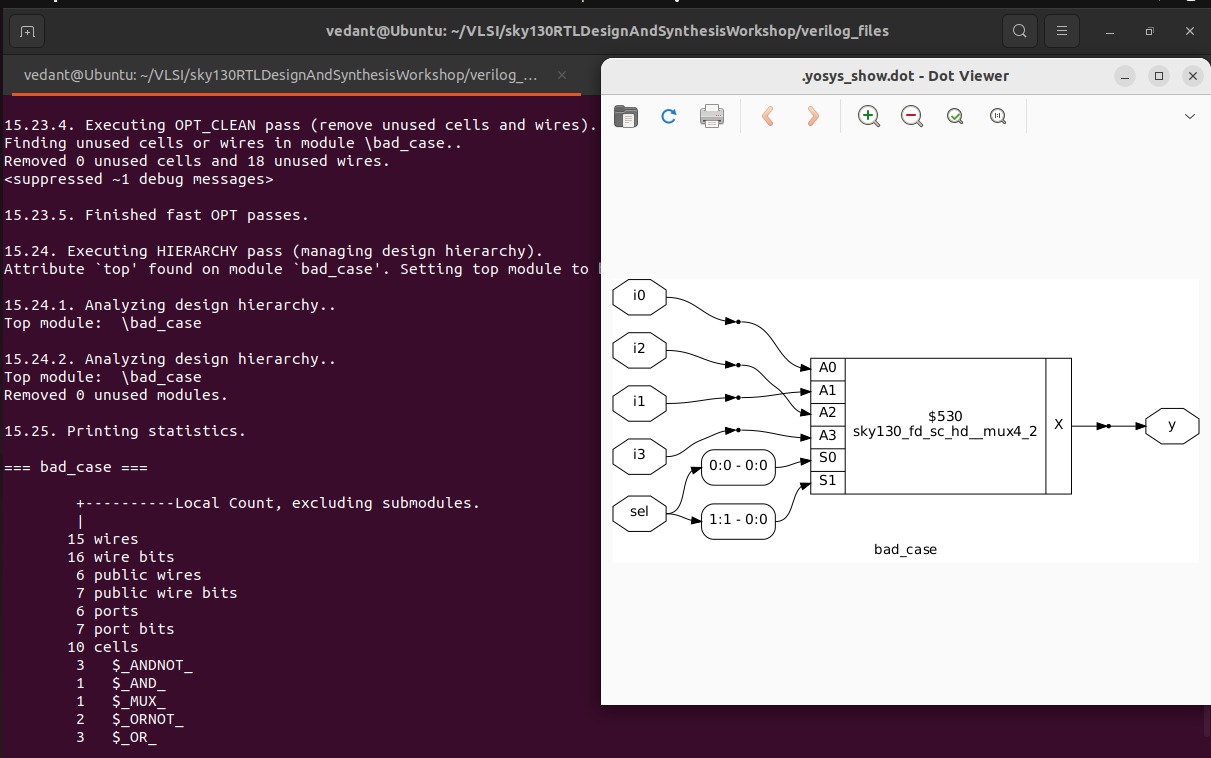 vedant@Ubuntu: ~/VLSI/sky130RTLDesignAndSynthesisWorkshop/verilog_files
vedant@Ubuntu: ~/VLSI/sky130RTLDesignAndSynthesisWorkshop/verilog_...
15.23.4. Executing OPT_CLEAN pass (remove unused cells and wires).
Finding unused cells or wires in module \bad_case..
Removed 0 unused cells and 18 unused wires.
<suppressed ~1 debug messages>
15.23.5. Finished fast OPT passes.
15.24. Executing HIERARCHY pass (managing design hierarchy).
Attribute `top' found on module `bad_case'. Setting top module to
15.24.1. Analyzing design hierarchy..
Top module:  \bad_case
15.24.2. Analyzing design hierarchy..
Top module:  \bad_case
Removed 0 unused modules.
15.25. Printing statistics.
=== bad_case ===
+----------Local Count, excluding submodules.
|
15 wires
16 wire bits
6 public wires
7 public wire bits
6 ports
7 port bits
10 cells
3   $_ANDNOT_
1   $_AND_
1   $_MUX_
2   $_ORNOT_
3   $_OR_
.yosys_show.dot - Dot Viewer
i0
i2
i1
i3
sel
0:0 - 0:0
1:1 - 0:0
A0
A1
A2
A3
S0
S1
$530
sky130_fd_sc_hd__mux4_2
X
y
bad_case